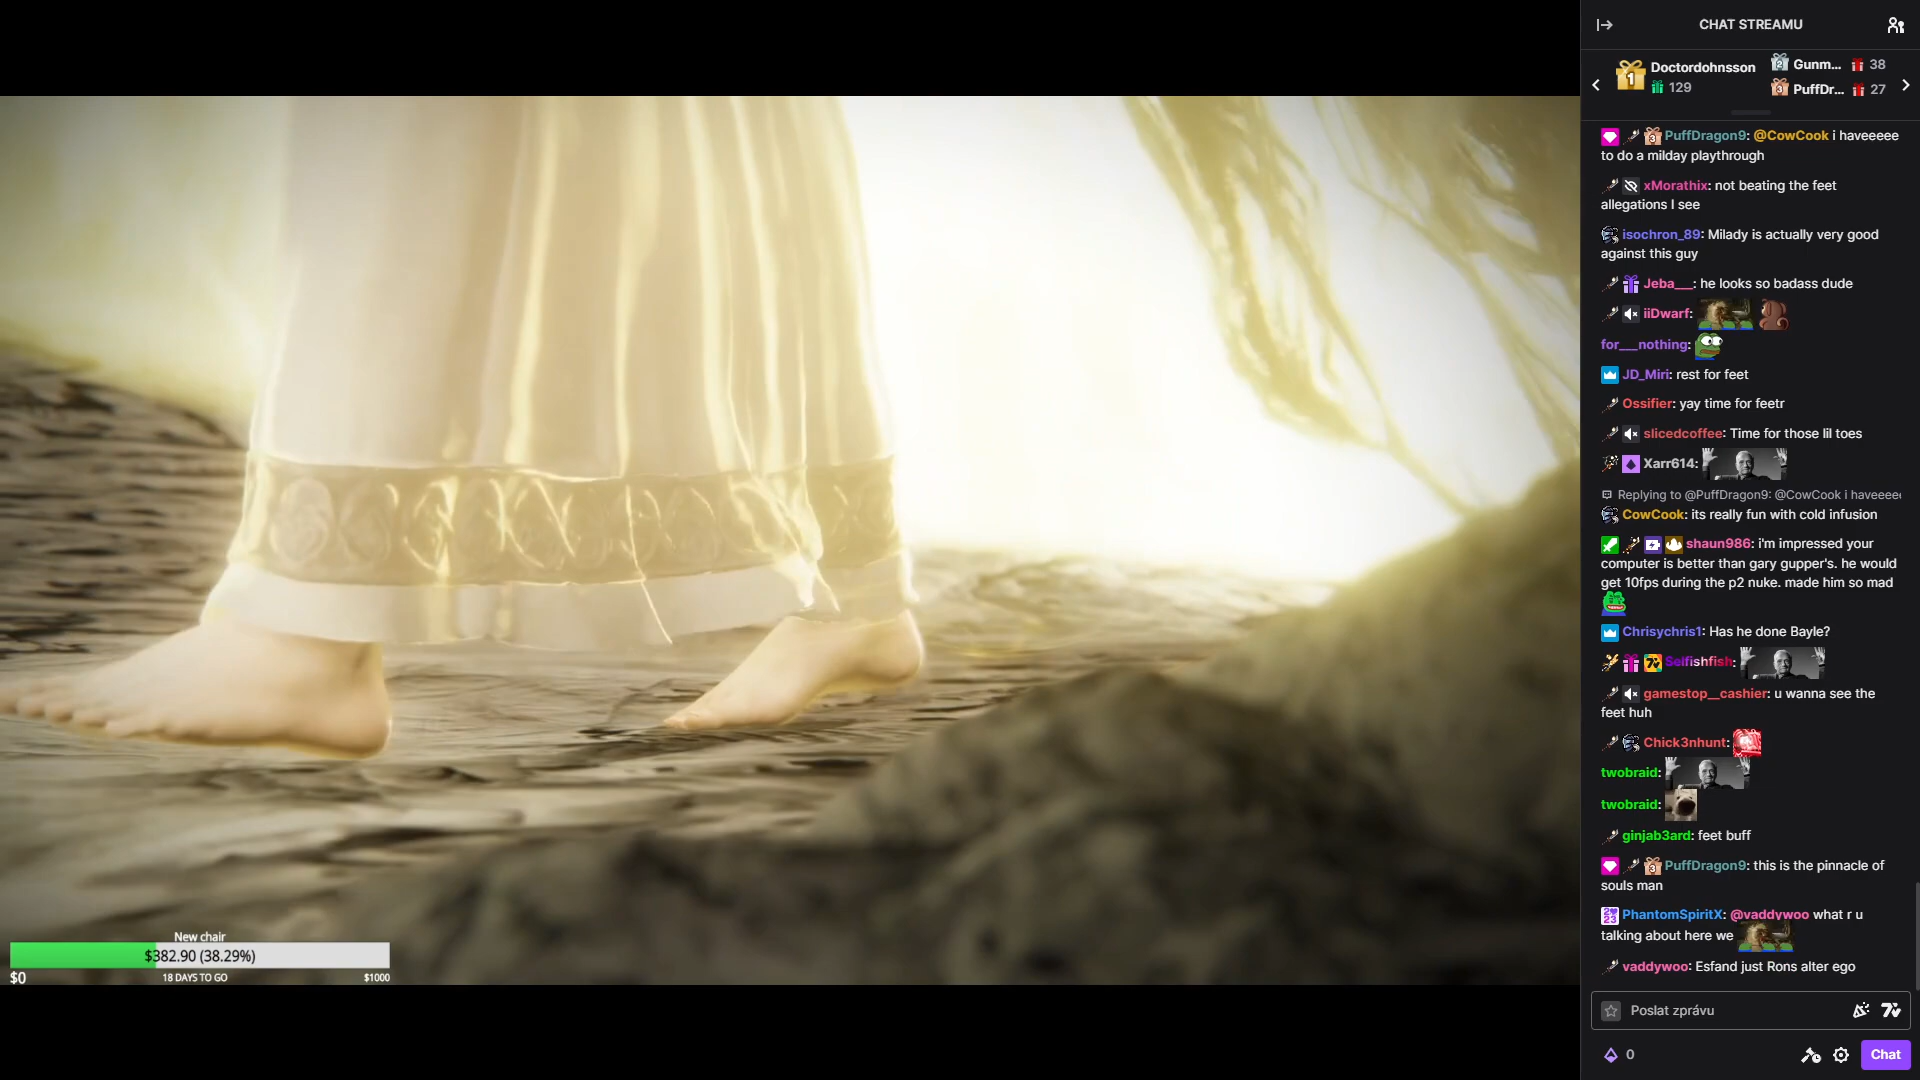 New chair
$382.90 (38.29%)
$0
18 DAYS TO GO
$1000
CHAT STREAMU
1
Doctordohnsson
129
2
Gunm...
38
3
PuffDr...
27
PuffDragon9: @CowCook i haveeeee
to do a milday playthrough
xMorathix: not beating the feet
allegations I see
isochron_89: Milady is actually very good
against this guy
Jeba___: he looks so badass dude
iiDwarf:
for___nothing:
JD_Miri: rest for feet
Ossifier: yay time for feetr
slicedcoffee: Time for those lil toes
Xarr614:
Replying to @PuffDragon9: @CowCook i haveeee
CowCook: its really fun with cold infusion
shaun986: i'm impressed your
computer is better than gary gupper's. he would
get 10fps during the p2 nuke. made him so mad
Chrisychris1: Has he done Bayle?
Selfishfish:
gamestop__cashier: u wanna see the
feet huh
Chick3nhunt:
twobraid:
twobraid:
ginjab3ard: feet buff
PuffDragon9: this is the pinnacle of
souls man
PhantomSpiritX: @vaddywoo what r u
talking about here we
vaddywoo: Esfand just Rons alter ego
Poslat zprávu
0
Chat